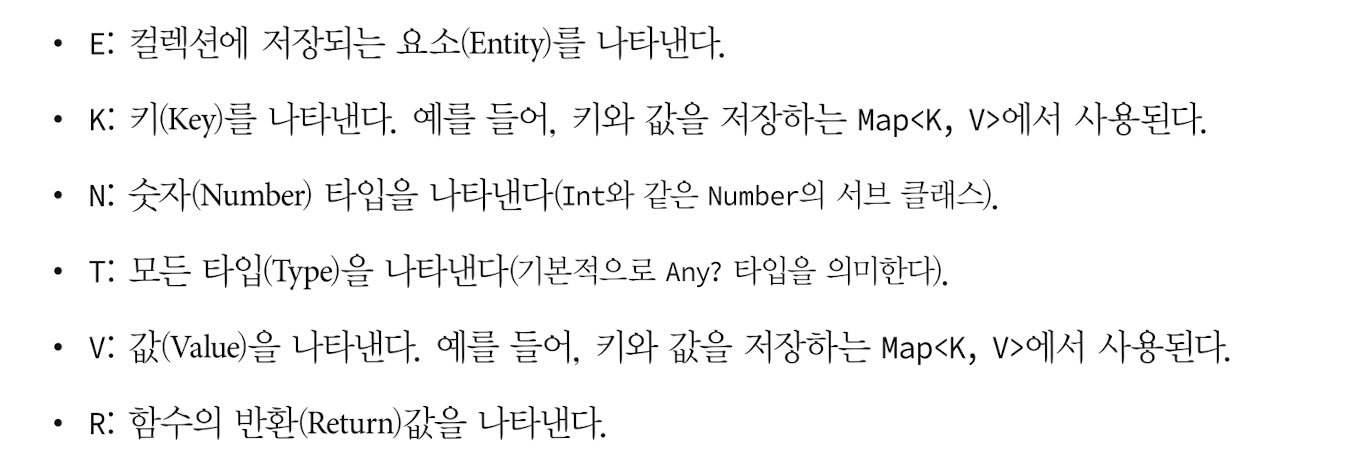 • E: 컬렉션에 저장되는 요소(Entity)를 나타낸다.
• K: 키(Key)를 나타낸다. 예를 들어, 키와 값을 저장하는 Map<K, V>에서 사용된다.
• N: 숫자(Number) 타입을 나타낸다(Int와 같은 Number의 서브 클래스).
• T: 모든 타입(Type)을 나타낸다(기본적으로 Any? 타입을 의미한다).
• V: 값(Value)을 나타낸다. 예를 들어, 키와 값을 저장하는 Map<K, V>에서 사용된다.
• R: 함수의 반환(Return)값을 나타낸다.